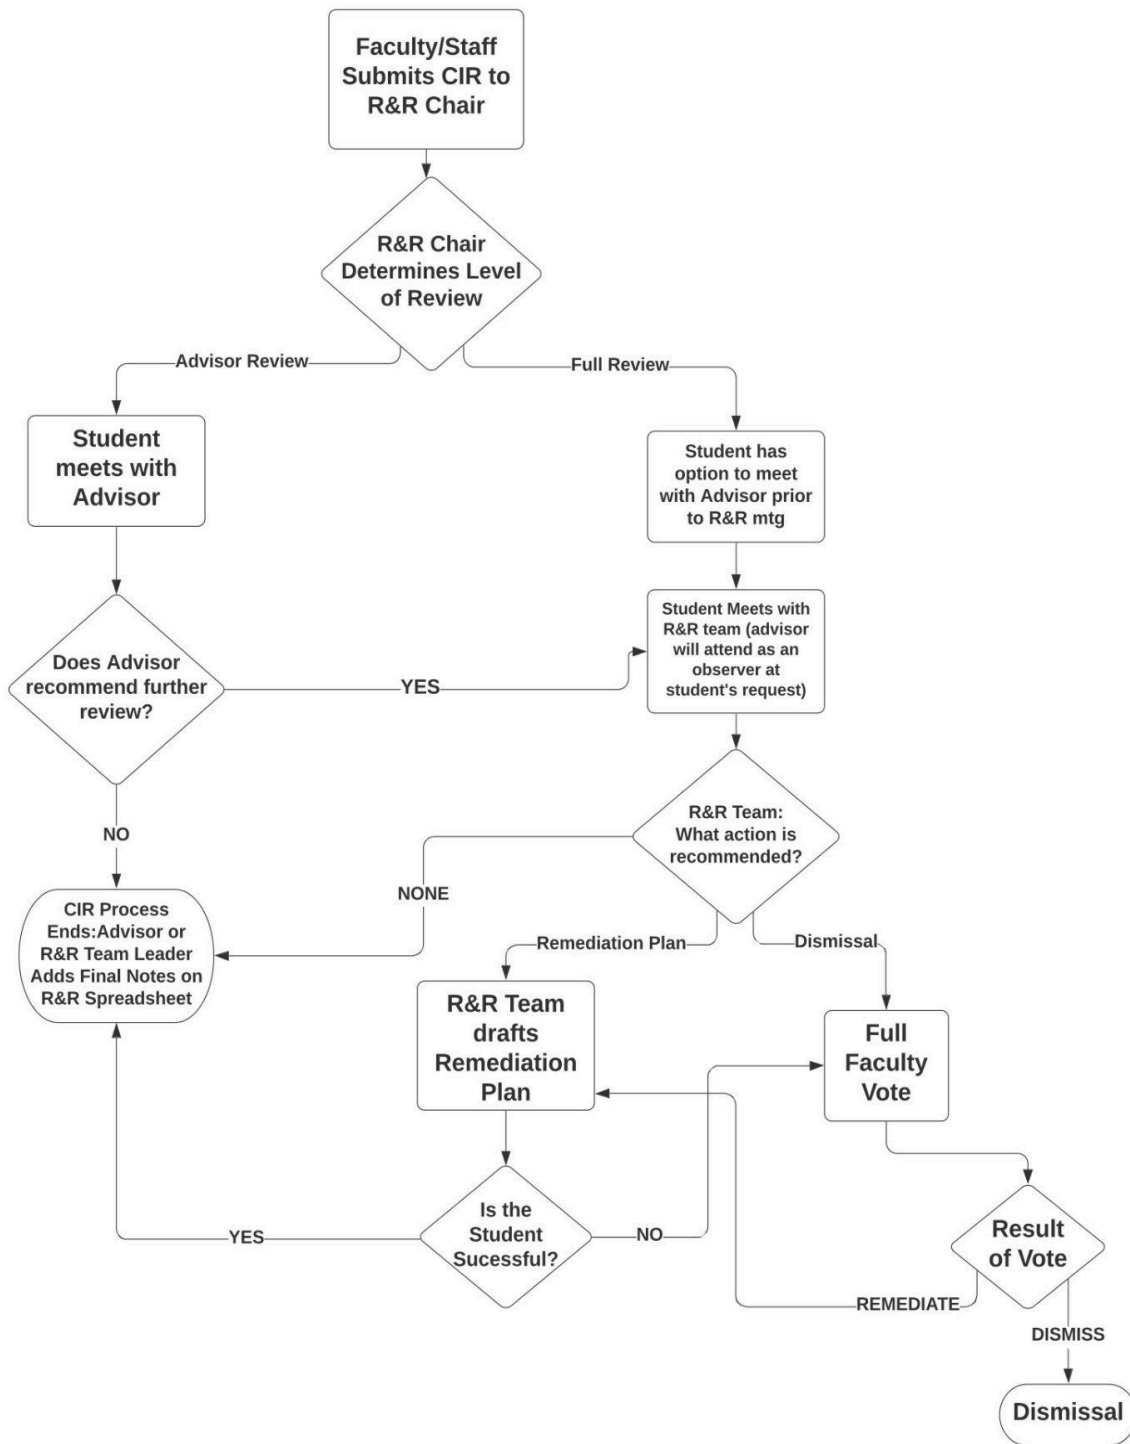 Faculty/Staff
Submits CIR to
R&R Chair
R&R Chair
Determines Level
of Review
Advisor Review
Full Review
Student
meets with
Advisor
Student has
option to meet
with Advisor prior
to R&R mtg
Student Meets with
R&R team (advisor
will attend as an
observer at
student's request)
Does Advisor
recommend further
review?
YES
NO
R&R Team:
What action is
recommended?
NONE
Remediation Plan
Dismissal
CIR Process
Ends:Advisor or
R&R Team Leader
Adds Final Notes on
R&R Spreadsheet
R&R Team
drafts
Remediation
Plan
Full
Faculty
Vote
Is the
Student
Sucessful?
YES
NO
Result
of Vote
REMEDIATE
DISMISS
Dismissal